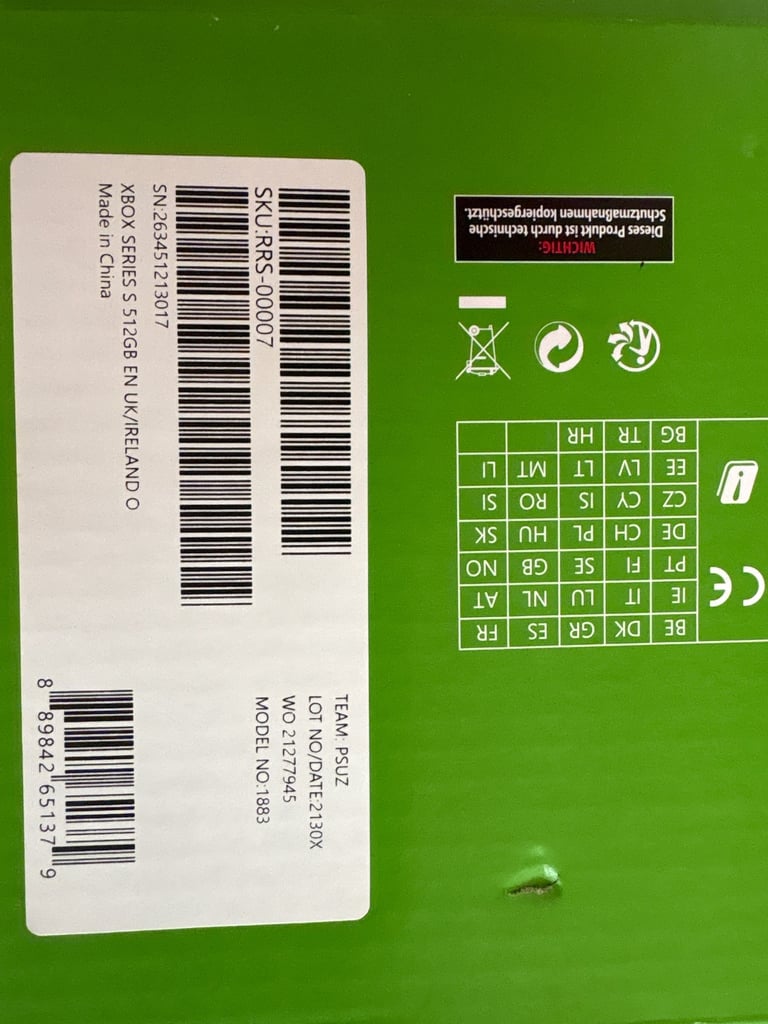 SKU:RRS-00007
SN:263451213017
XBOX SERIES S 512GB EN UK/IRELAND O
Made in China
TEAM: PSUZ
LOT NO/DATE:2130X
WO 21277945
MODEL NO:1883
8 89842 65137 9
WICHTIG:
Dieses Produkt ist durch technische
Schutzmaßnahmen kopiergeschützt.
CE
BE DK GR ES FR
IE IT LU NL AT
PT FI SE GB NO
DE CH PL HU SK
CZ CY IS RO SI
EE LV LT MT LI
BG TR HR